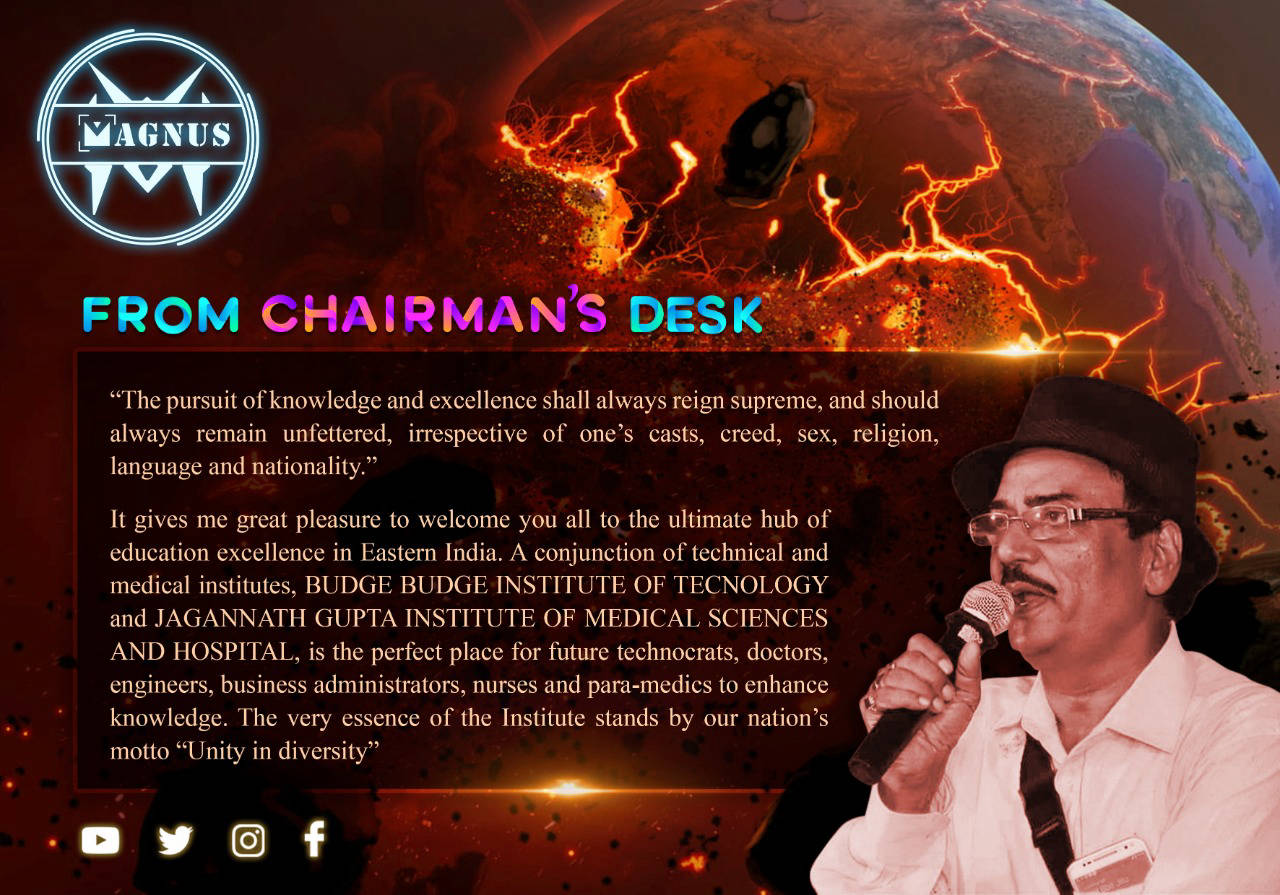 MAGNUS
FROM CHAIRMAN'S DESK
“The pursuit of knowledge and excellence shall always reign supreme, and should
always remain unfettered, irrespective of one’s casts, creed, sex, religion,
language and nationality.”
It gives me great pleasure to welcome you all to the ultimate hub of
education excellence in Eastern India. A conjunction of technical and
medical institutes, BUDGE BUDGE INSTITUTE OF TECNOLOGY
and JAGANNATH GUPTA INSTITUTE OF MEDICAL SCIENCES
AND HOSPITAL, is the perfect place for future technocrats, doctors,
engineers, business administrators, nurses and para-medics to enhance
knowledge. The very essence of the Institute stands by our nation’s
motto “Unity in diversity”